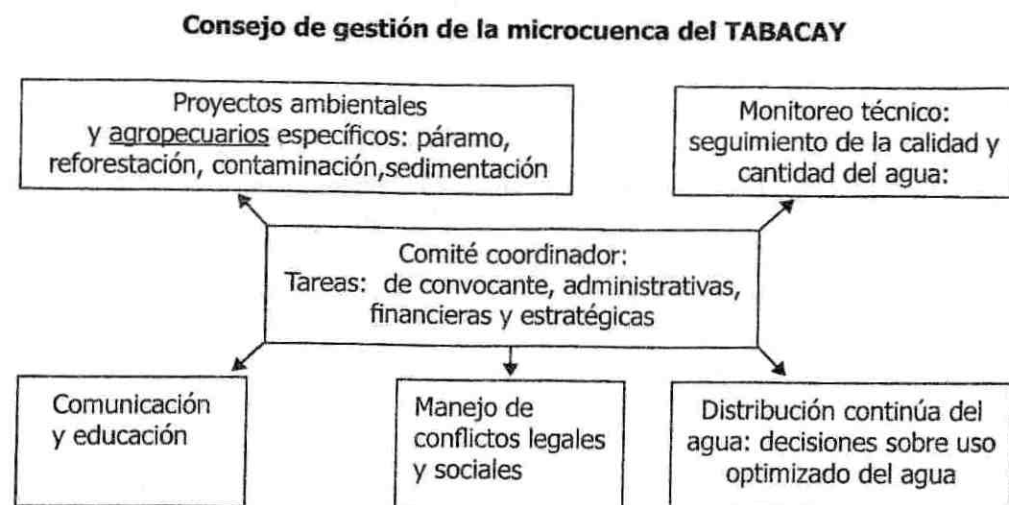 Consejo de gestión de la microcuenca del TABACAY
Proyectos ambientales
y agropecuarios específicos: páramo,
reforestación, contaminación,sedimentación
Monitoreo técnico:
seguimiento de la calidad y
cantidad del agua:
Comité coordinador:
Tareas: de convocante, administrativas,
financieras y estratégicas
Comunicación
y educación
Manejo de
conflictos legales
y sociales
Distribución continúa del
agua: decisiones sobre uso
optimizado del agua